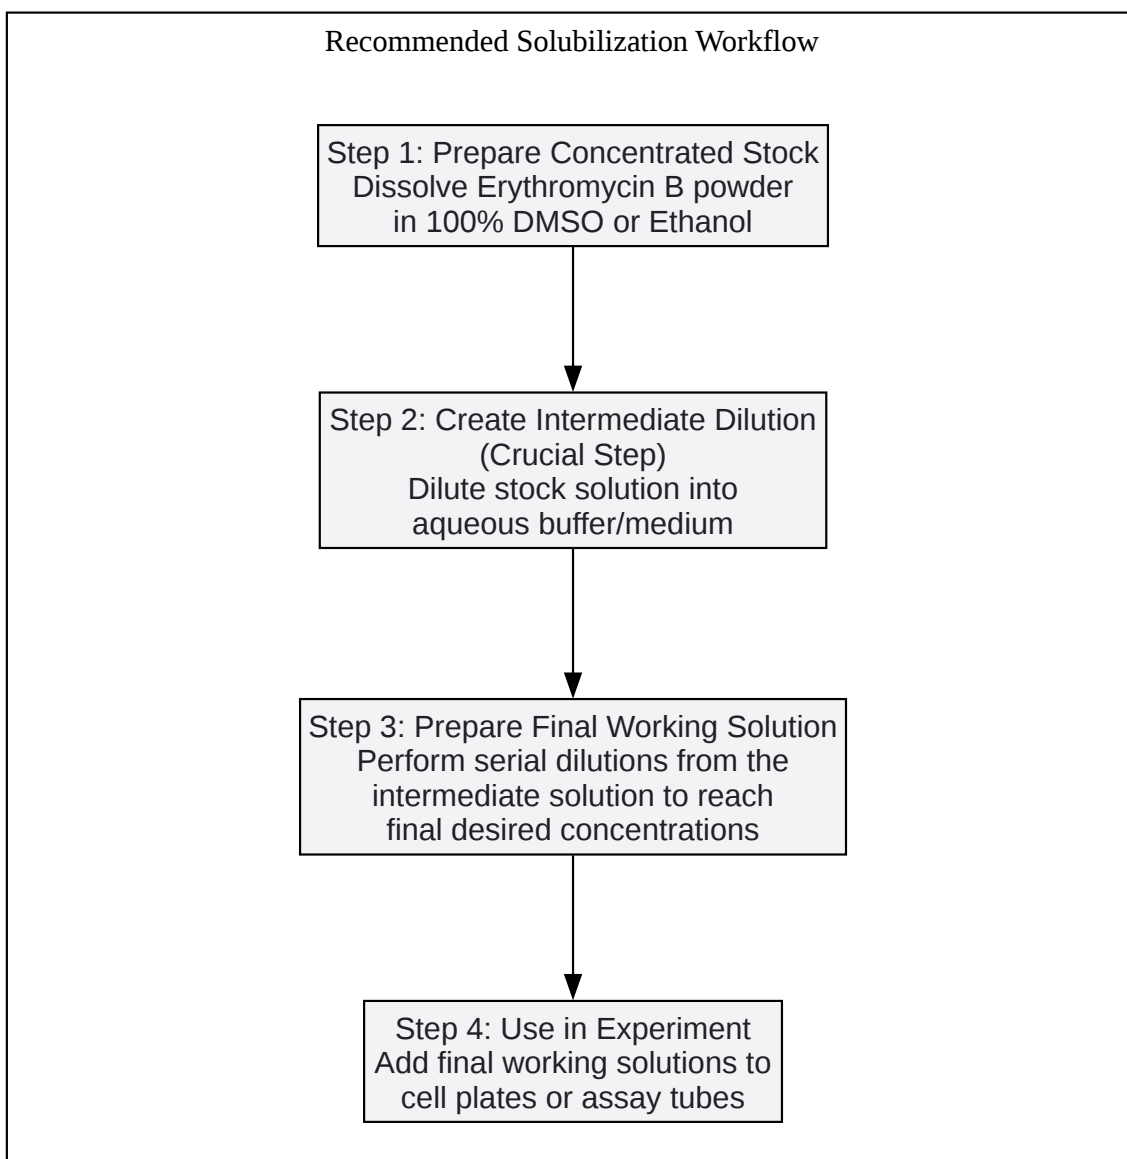 Recommended Solubilization Workflow
Step 1: Prepare Concentrated Stock
Dissolve Erythromycin B powder
in 100% DMSO or Ethanol
Step 2: Create Intermediate Dilution
(Crucial Step)
Dilute stock solution into
aqueous buffer/medium
Step 3: Prepare Final Working Solution
Perform serial dilutions from the
intermediate solution to reach
final desired concentrations
Step 4: Use in Experiment
Add final working solutions to
cell plates or assay tubes